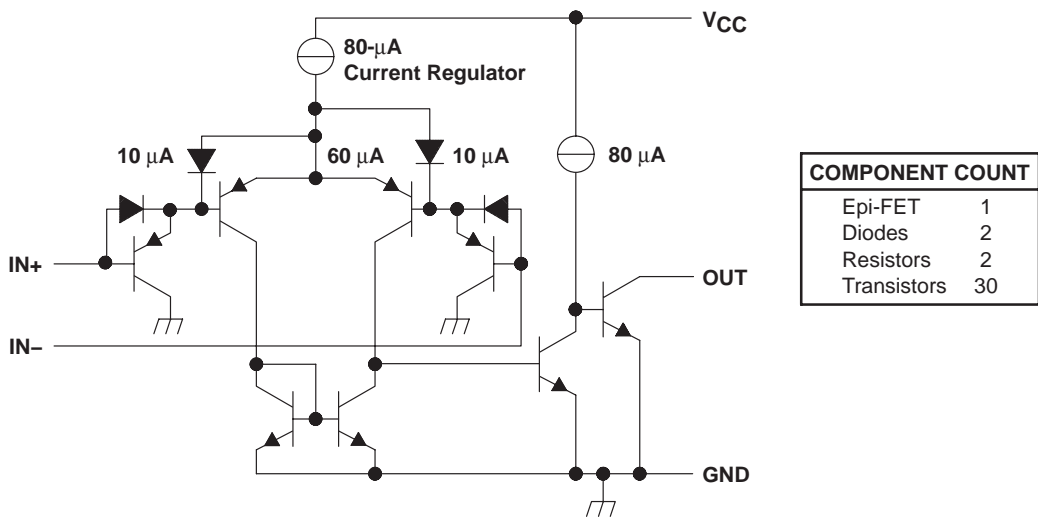 VCC
80-μA
Current Regulator
10 μA
60 μA
10 μA
80 μA
IN+
OUT
IN–
GND
COMPONENT COUNT
Epi-FET 1
Diodes 2
Resistors 2
Transistors 30